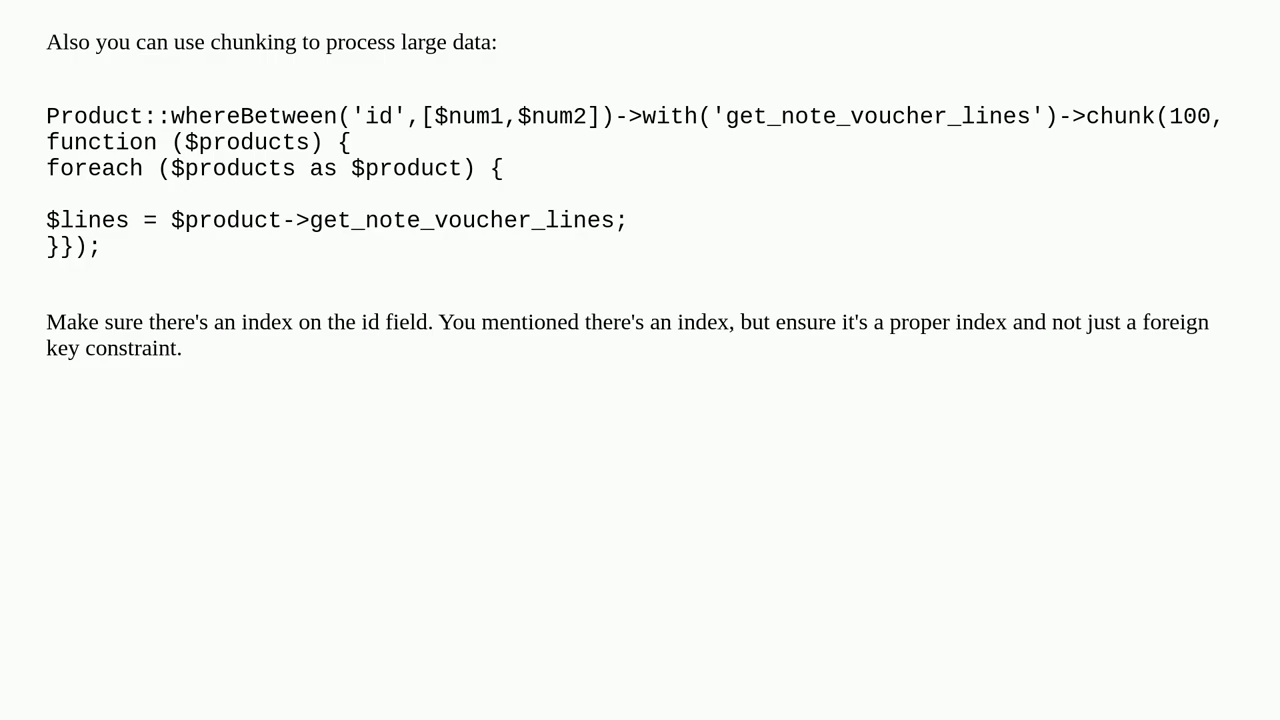 Also you can use chunking to process large data:
Product::whereBetween('id',[$num1,$num2])->with('get_note_voucher_lines')->chunk(100,
function ($products) {
foreach ($products as $product) {
$lines = $product->get_note_voucher_lines;
}});
Make sure there's an index on the id field. You mentioned there's an index, but ensure it's a proper index and not just a foreign
key constraint.